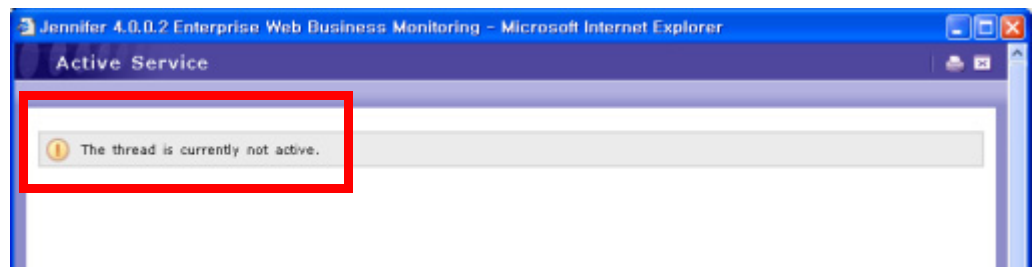 Jennifer 4.0.0.2 Enterprise Web Business Monitoring - Microsoft Internet Explorer
Active Service
The thread is currently not active.